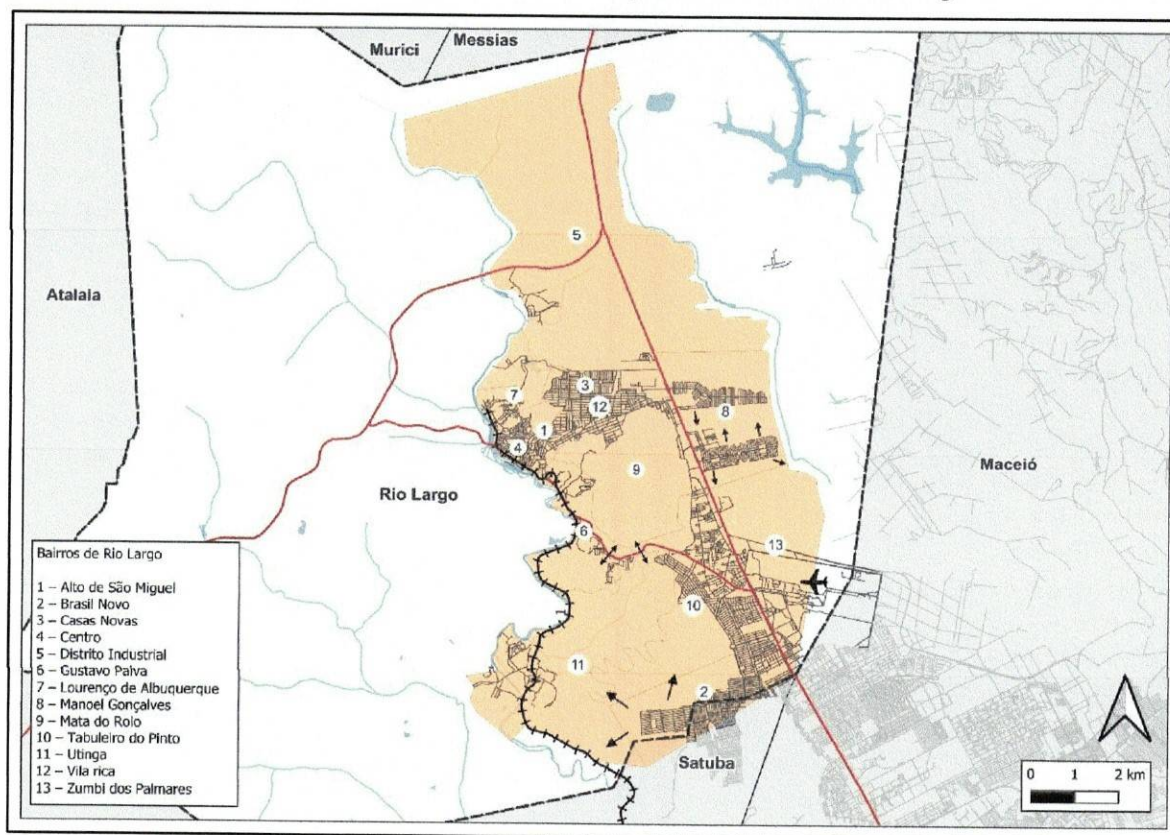 Murici
Messias
5
Atalaia
3
7
12
8
1
4
9
Maceió
Rio Largo
6
13
10
11
2
Satuba
Bairros de Rio Largo
1 – Alto de São Miguel
2 – Brasil Novo
3 – Casas Novas
4 – Centro
5 – Distrito Industrial
6 – Gustavo Paiva
7 – Lourenço de Albuquerque
8 – Manoel Gonçalves
9 – Mata do Rolo
10 – Tabuleiro do Pinto
11 – Utinga
12 – Vila rica
13 – Zumbi dos Palmares
0 1 2 km